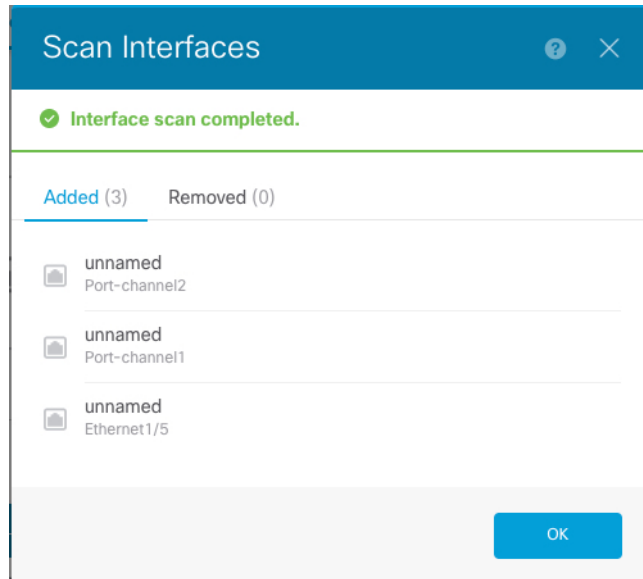 Scan Interfaces
?
Interface scan completed.
Added (3) Removed (0)
unnamed
Port-channel2
unnamed
Port-channel1
unnamed
Ethernet1/5
OK